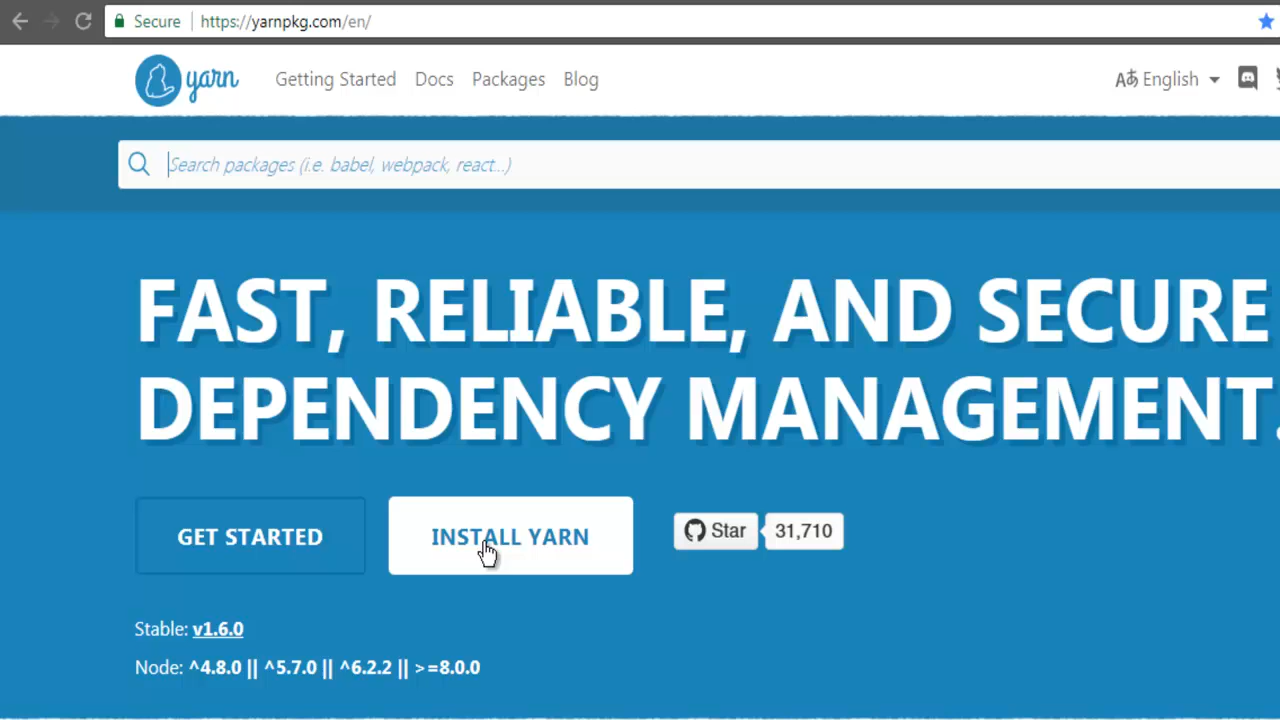 Secure https://yarnpkg.com/en/
yarn Getting Started Docs Packages Blog Aあ English
Search packages (i.e. babel, webpack, react...)
FAST, RELIABLE, AND SECURE
DEPENDENCY MANAGEMENT.
GET STARTED INSTALL YARN Star 31,710
Stable: v1.6.0
Node: ^4.8.0 || ^5.7.0 || ^6.2.2 || >=8.0.0